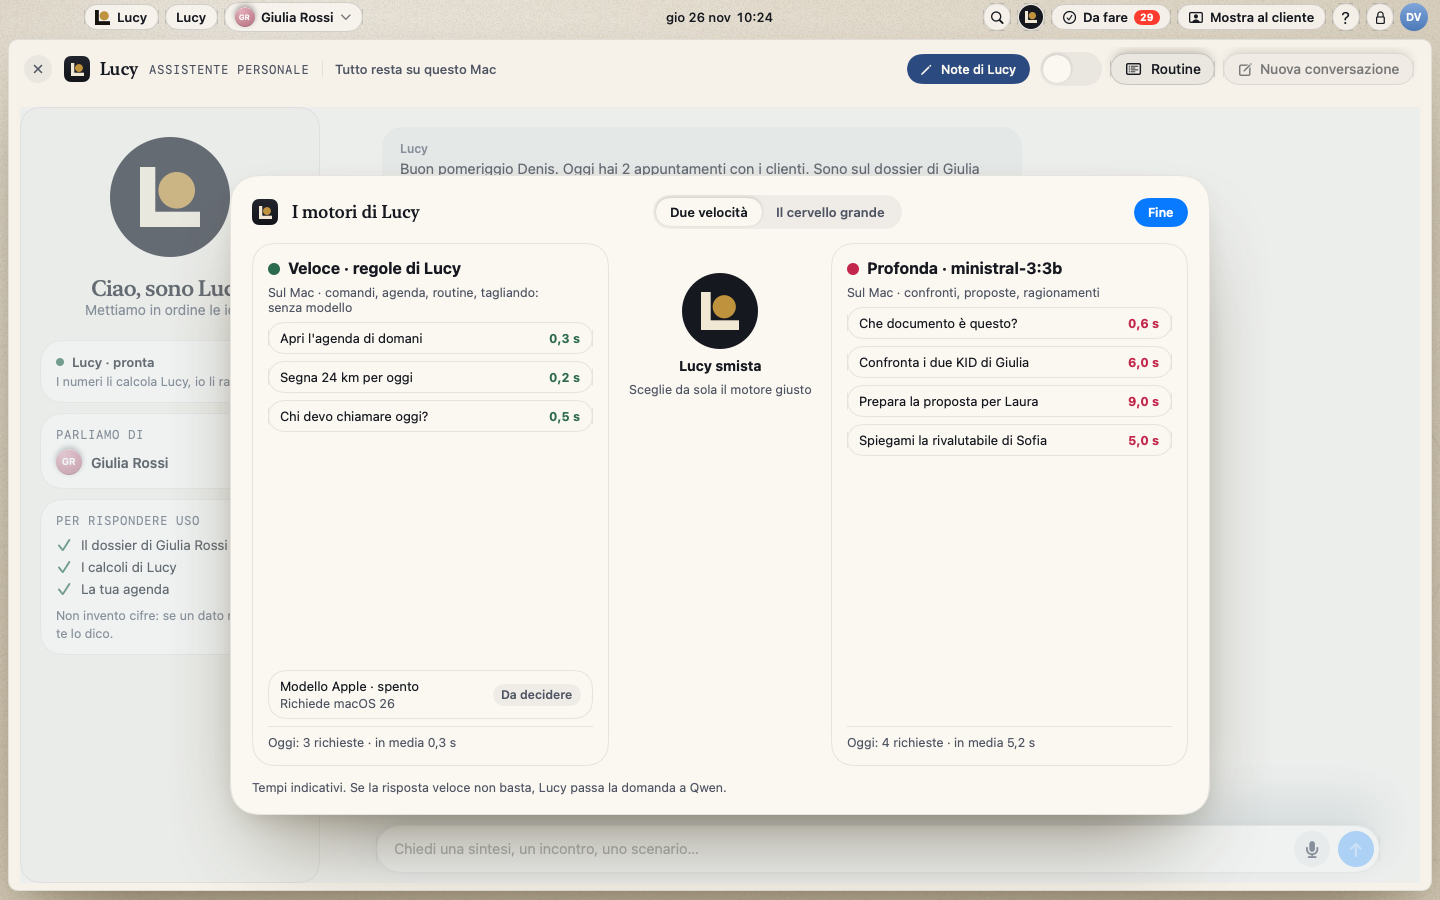 Lucy
Lucy
GR Giulia Rossi
gio 26 nov 10:24
Da fare 29
Mostra al cliente
?
DV
Lucy ASSISTENTE PERSONALE
Tutto resta su questo Mac
Note di Lucy
Routine
Nuova conversazione
Lucy
Buon pomeriggio Denis. Oggi hai 2 appuntamenti con i clienti. Sono sul dossier di Giulia
Ciao, sono Luc
Mettiamo in ordine le i
Lucy · pronta
I numeri li calcola Lucy, io li ra
PARLIAMO DI
GR Giulia Rossi
PER RISPONDERE USO
Il dossier di Giulia Rossi
I calcoli di Lucy
La tua agenda
Non invento cifre: se un dato
te lo dico.
I motori di Lucy
Due velocità
Il cervello grande
Fine
Veloce · regole di Lucy
Sul Mac · comandi, agenda, routine, tagliando:
senza modello
Apri l'agenda di domani 0,3 s
Segna 24 km per oggi 0,2 s
Chi devo chiamare oggi? 0,5 s
Modello Apple · spento
Richiede macOS 26
Da decidere
Oggi: 3 richieste · in media 0,3 s
Lucy smista
Sceglie da sola il motore giusto
Profonda · ministral-3:3b
Sul Mac · confronti, proposte, ragionamenti
Che documento è questo? 0,6 s
Confronta i due KID di Giulia 6,0 s
Prepara la proposta per Laura 9,0 s
Spiegami la rivalutabile di Sofia 5,0 s
Oggi: 4 richieste · in media 5,2 s
Tempi indicativi. Se la risposta veloce non basta, Lucy passa la domanda a Qwen.
Chiedi una sintesi, un incontro, uno scenario...